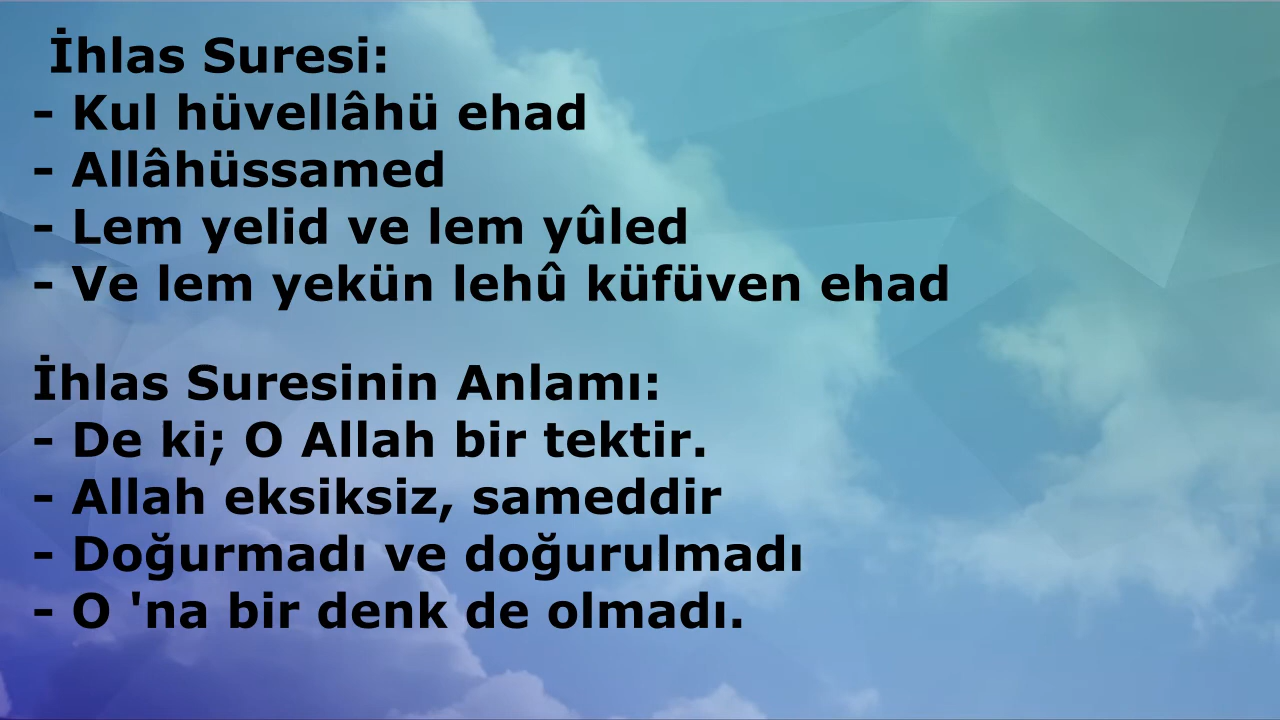 İhlas Suresi:
- Kul hüvellâhü ehad
- Allâhüssamed
- Lem yelid ve lem yûled
- Ve lem yekün lehû küfüven ehad
İhlas Suresinin Anlamı:
- De ki; O Allah bir tektir.
- Allah eksiksiz, sameddir
- Doğurmadı ve doğurulmadı
- O 'na bir denk de olmadı.